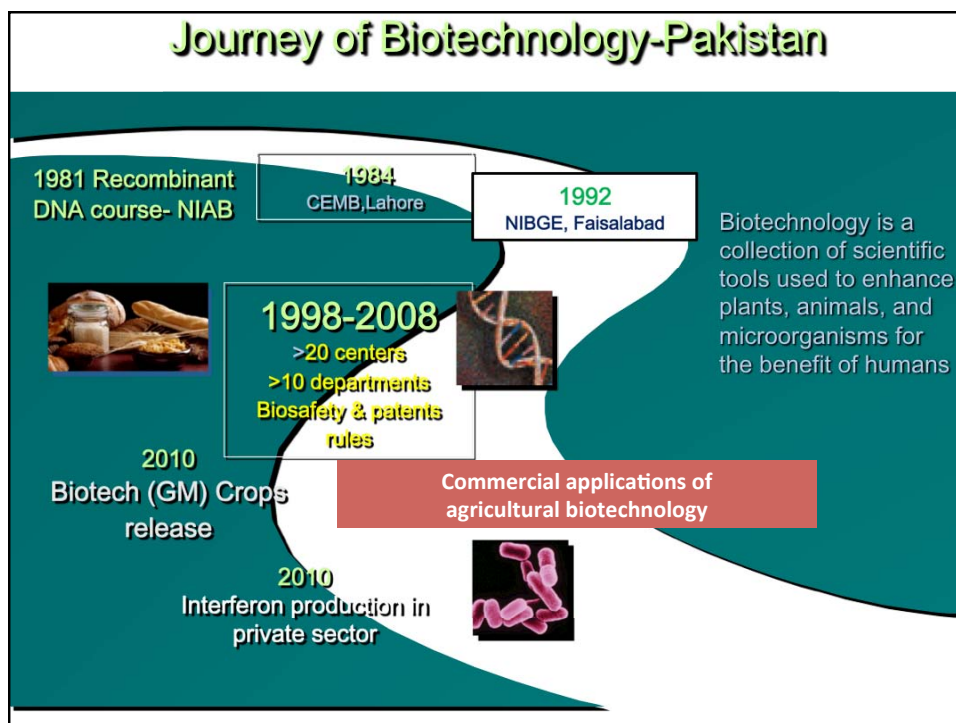 Journey of Biotechnology-Pakistan
1981 Recombinant
DNA course- NIAB
1984
CEMB,Lahore
1992
NIBGE, Faisalabad
Biotechnology is a
collection of scientific
tools used to enhance
plants, animals, and
microorganisms for
the benefit of humans
1998-2008
>20 centers
>10 departments
Biosafety & patents
rules
2010
Biotech (GM) Crops
release
Commercial applications of
agricultural biotechnology
2010
Interferon production in
private sector